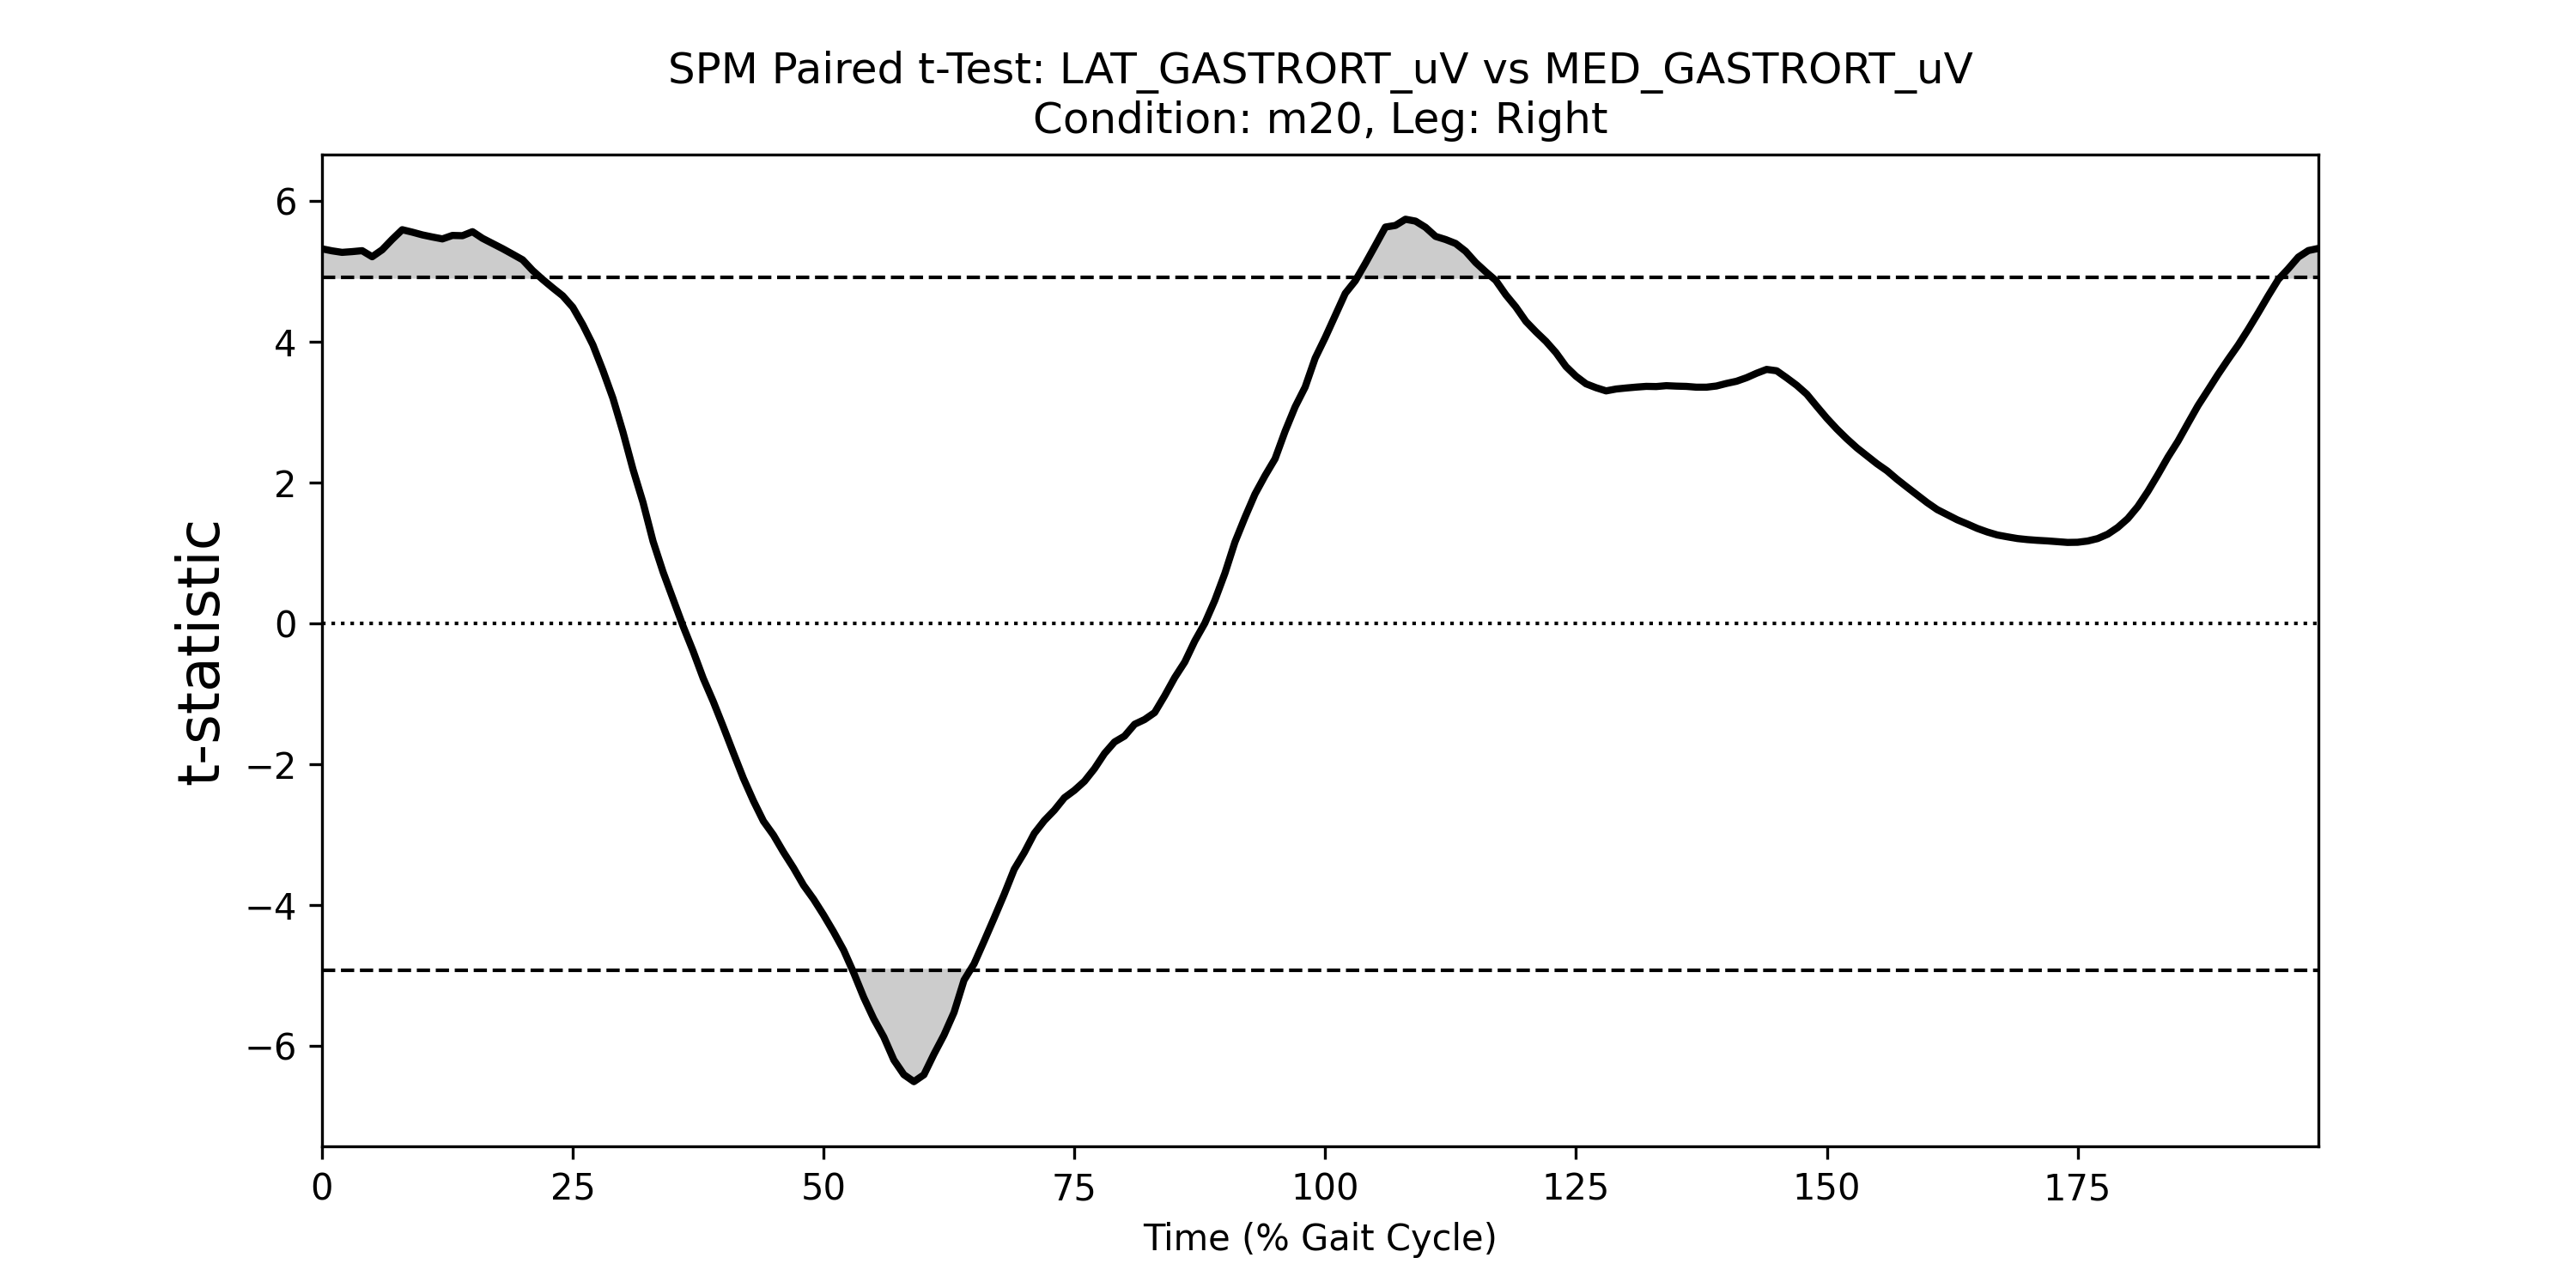 SPM Paired t-Test: LAT_GASTRORT_uV vs MED_GASTRORT_uV
Condition: m20, Leg: Right
t-statistic
6
4
2
0
−2
−4
−6
0 25 50 75 100 125 150 175
Time (% Gait Cycle)